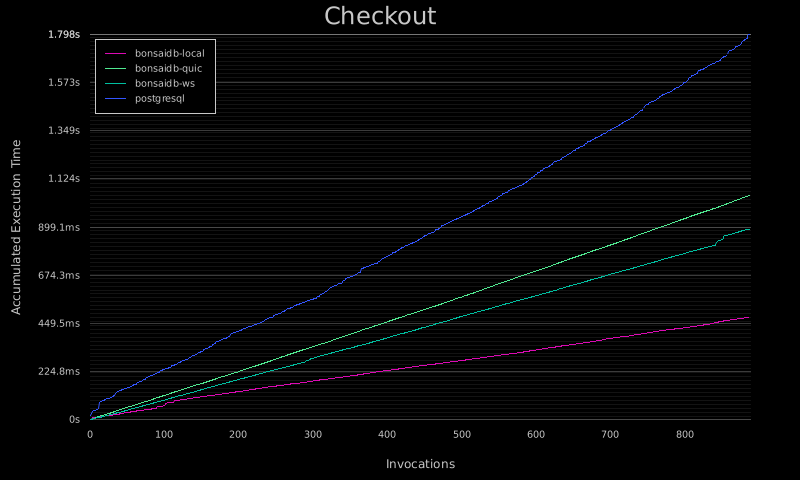 Checkout
1.798s
bonsaidb-local
bonsaidb-quic
1.573s
bonsaidb-ws
postgresql
1.349s
1.124s
Accumulated Execution Time
899.1ms
674.3ms
449.5ms
224.8ms
0s
0 100 200 300 400 500 600 700 800
Invocations